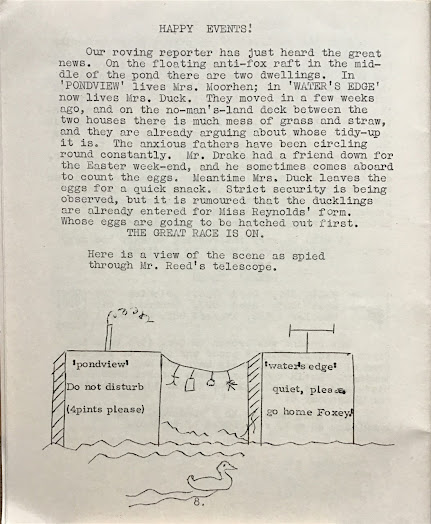 HAPPY EVENTS!
Our roving reporter has just heard the great
news. On the floating anti-fox raft in the mid-
dle of the pond there are two dwellings. In
'PONDVIEW' lives Mrs. Moorhen; in 'WATER'S EDGE'
now lives Mrs. Duck. They moved in a few weeks
ago, and on the no-man's-land deck between the
two houses there is much mess of grass and straw,
and they are already arguing about whose tidy-up
it is. The anxious fathers have been circling
round constantly. Mr. Drake had a friend down for
the Easter week-end, and he sometimes comes aboard
to count the eggs. Meantime Mrs. Duck leaves the
eggs for a quick snack. Strict security is being
observed, but it is rumoured that the ducklings
are already entered for Miss Reynolds' form.
Whose eggs are going to be hatched out first.
THE GREAT RACE IS ON.
Here is a view of the scene as spied
through Mr. Reed's telescope.
'pondview'
Do not disturb
(4pints please)
'water's edge'
quiet, please
go home Foxey!
8.